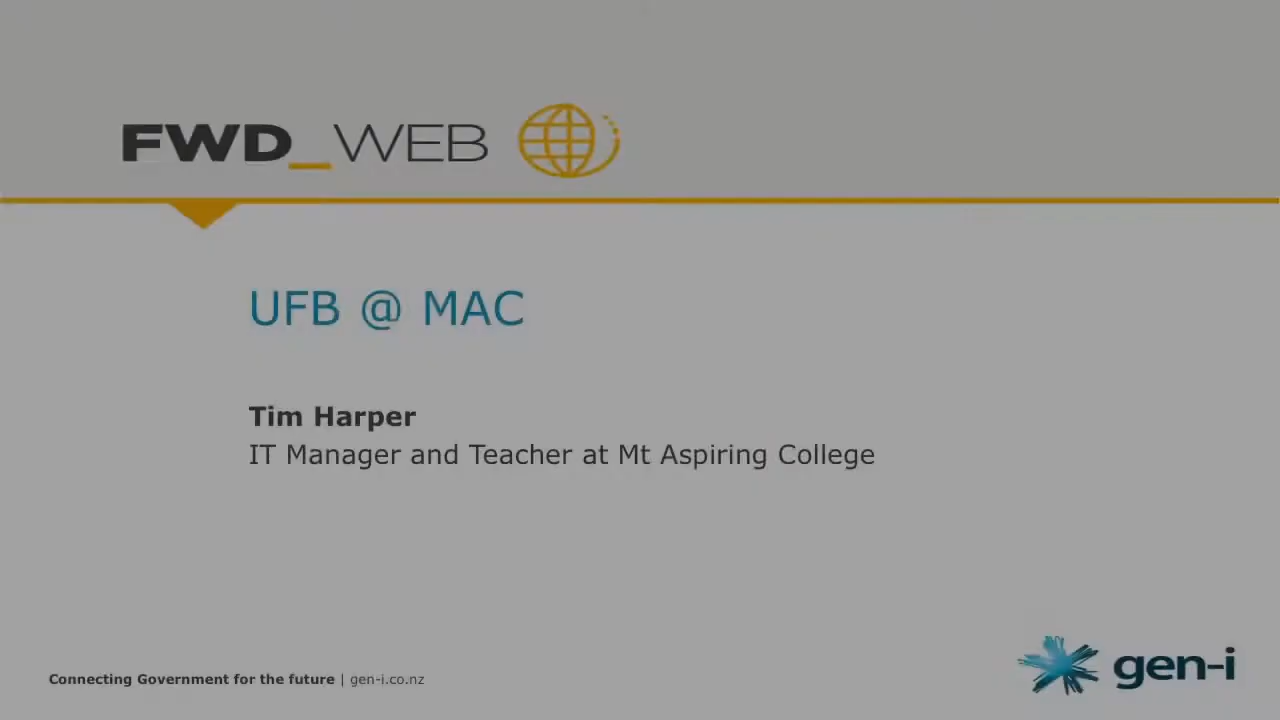 FWD_WEB
UFB @ MAC
Tim Harper
IT Manager and Teacher at Mt Aspiring College
Connecting Government for the future | gen-i.co.nz
gen-i